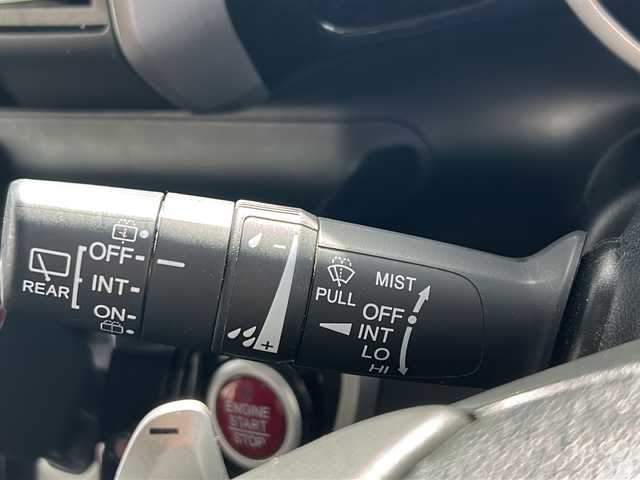 OFF
REAR
INT
ON
PULL
MIST
OFF
INT
LO
HI
ENGINE
START
STOP